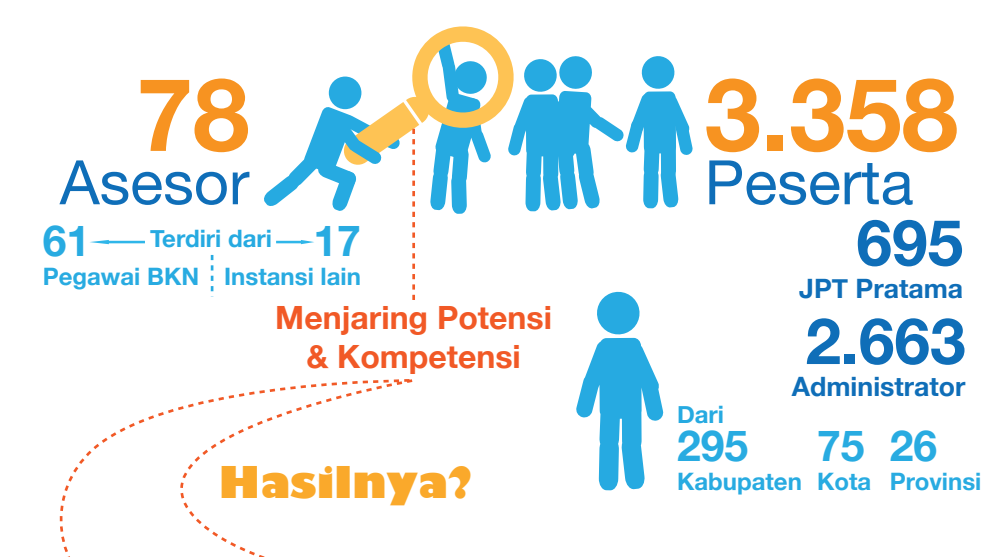 78
Asesor
61 Terdiri dari 17
Pegawai BKN Instansi lain
3.358
Peserta
695
JPT Pratama
2.663
Administrator
Dari
295 75 26
Kabupaten Kota Provinsi
Menjaring Potensi
& Kompetensi
Hasilnya?